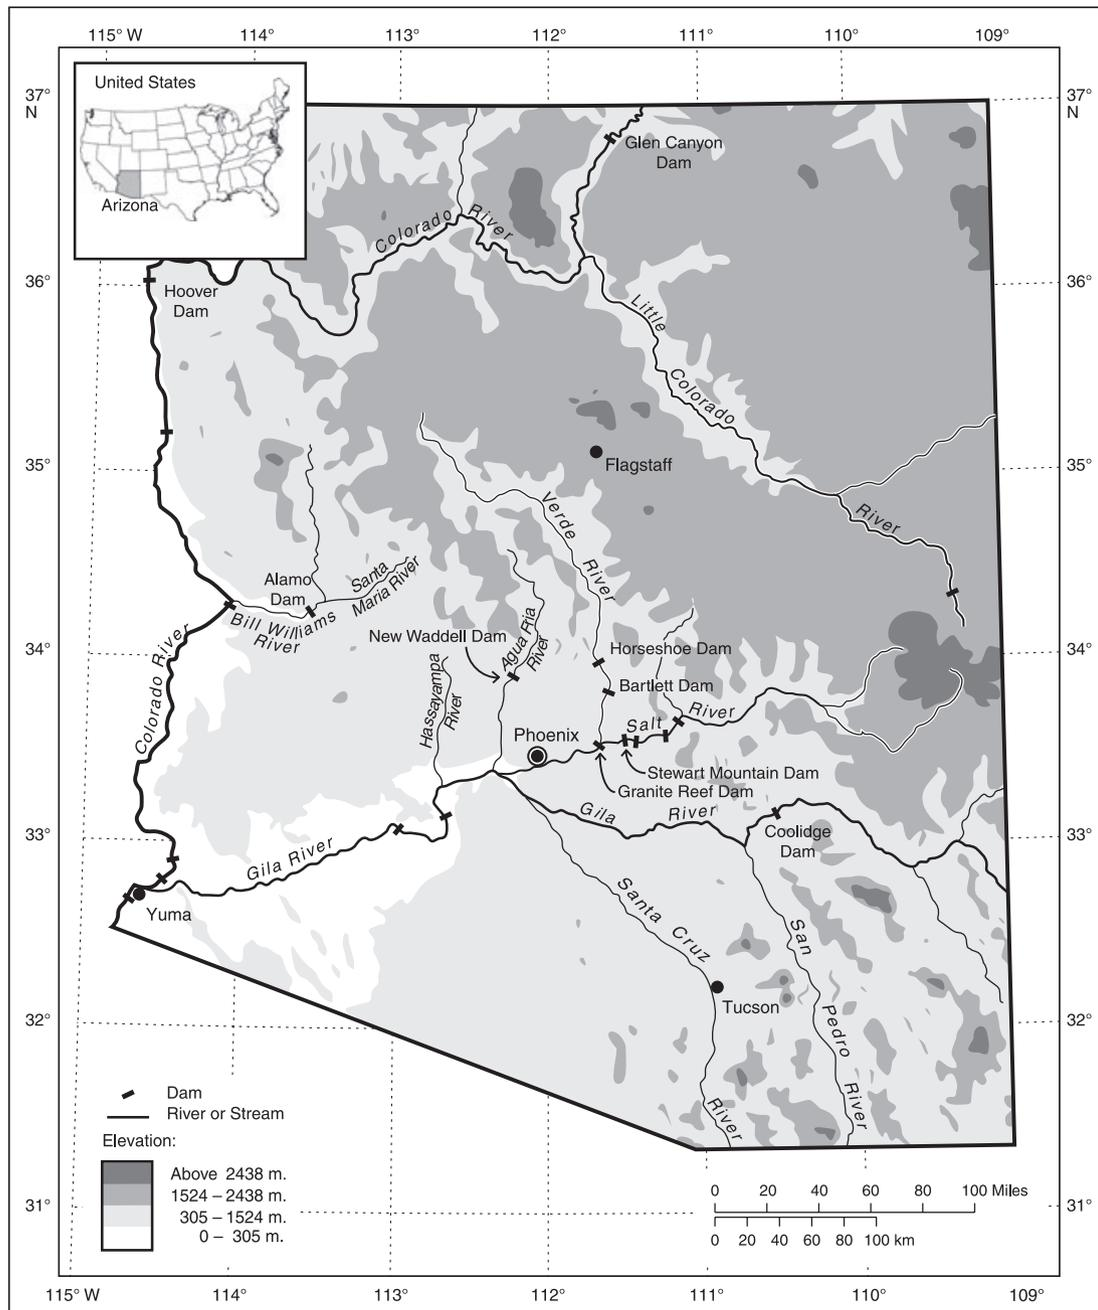 115° W 114° 113° 112° 111° 110° 109°
37°
N
37°
N
United States
Arizona
Glen Canyon
Dam
Colorado River
36°
36°
Hoover
Dam
Little
Colorado
River
35°
35°
Flagstaff
Verde
River
Alamo
Dam
Santa
Maria River
Bill Williams
River
New Waddell Dam
Agua Fria
River
Horseshoe Dam
34°
34°
Bartlett Dam
Colorado River
Hassayampa
River
Phoenix
Salt River
Stewart Mountain Dam
Granite Reef Dam
Gila River
33°
33°
Coolidge
Dam
Gila River
Yuma
Santa Cruz
River
San
Pedro
River
Tucson
32°
32°
Dam
River or Stream
Elevation:
Above 2438 m.
1524 – 2438 m.
305 – 1524 m.
0 – 305 m.
31°
31°
0 20 40 60 80 100 Miles
0 20 40 60 80 100 km
115° W 114° 113° 112° 111° 110° 109°